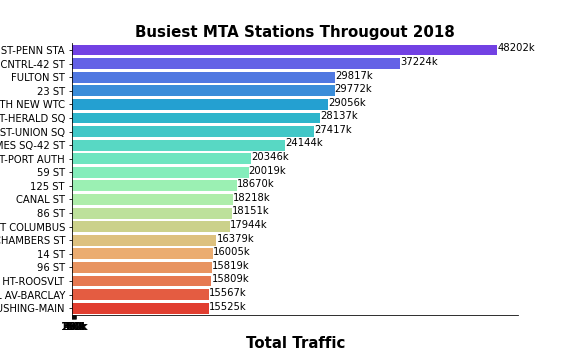 Busiest MTA Stations Througout 2018
ST-PENN STA 48202k
CNTRL-42 ST 37224k
FULTON ST 29817k
23 ST 29772k
TH NEW WTC 29056k
T-HERALD SQ 28137k
ST-UNION SQ 27417k
MES SQ-42 ST 24144k
T-PORT AUTH 20346k
59 ST 20019k
125 ST 18670k
CANAL ST 18218k
86 ST 18151k
T COLUMBUS 17944k
CHAMBERS ST 16379k
14 ST 16005k
96 ST 15819k
HT-ROOSVLT 15809k
L AV-BARCLAY 15567k
USHING-MAIN 15525k
Total Traffic